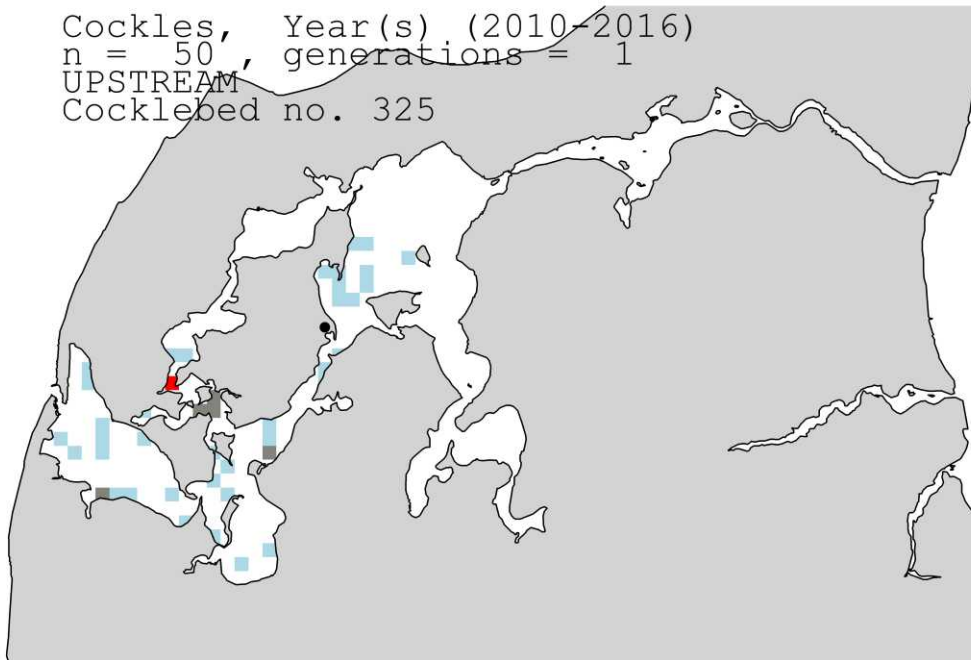 Cockles, Year(s) (2010-2016)
n = 50 , generations = 1
UPSTREAM
Cocklebed no. 325